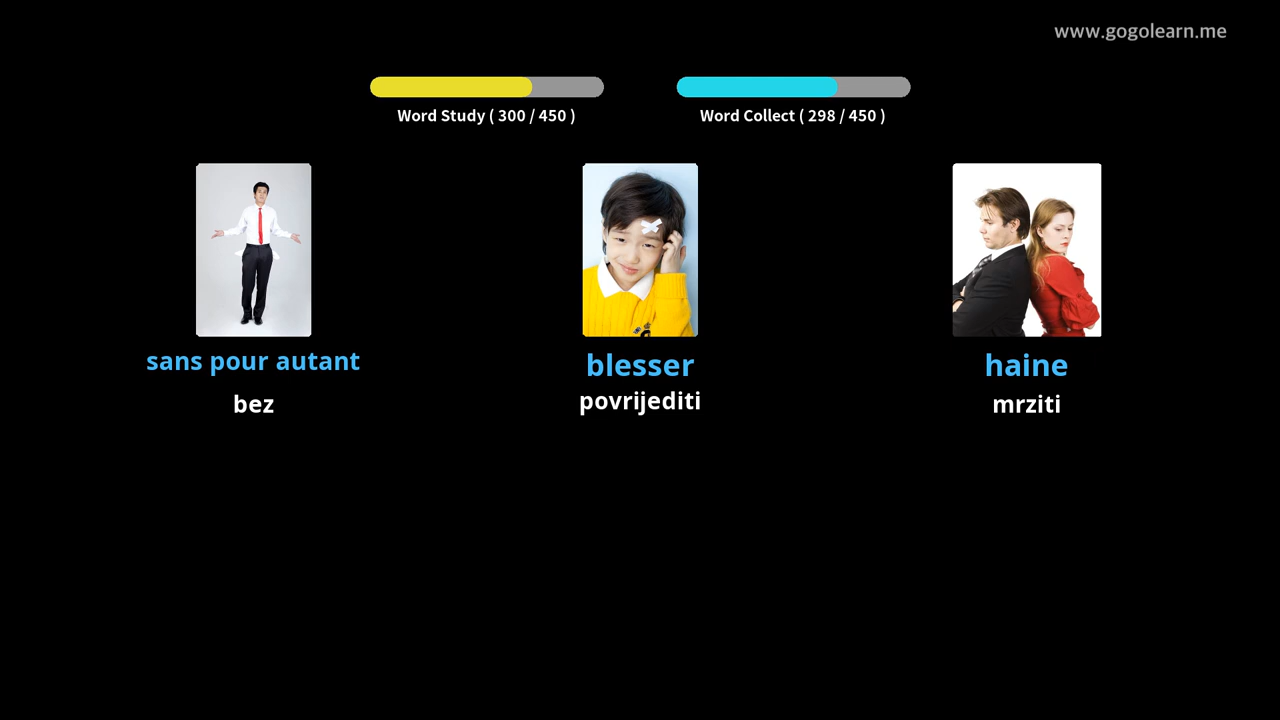 www.gogolearn.me
Word Study ( 300 / 450 )
Word Collect ( 298 / 450 )
sans pour autant
blesser
haine
bez
povrijediti
mrziti